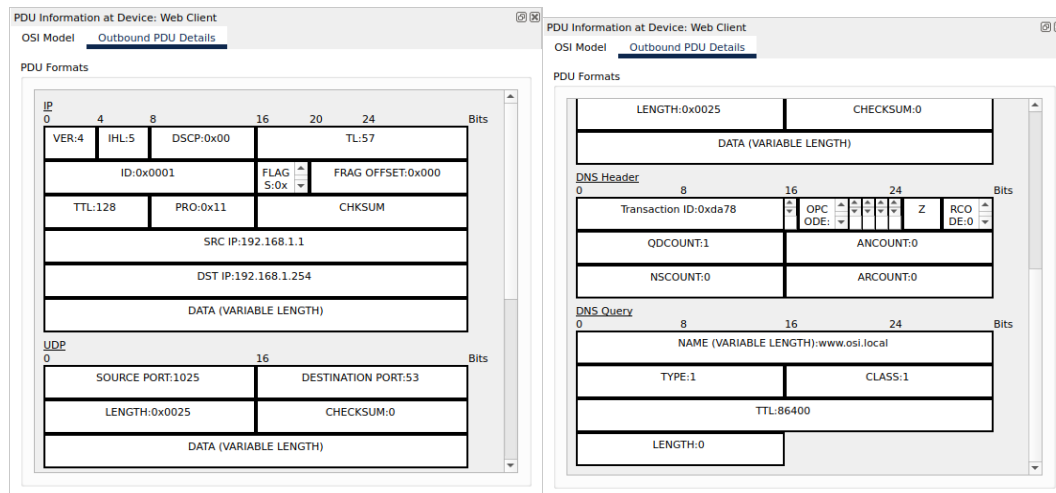 PDU Information at Device: Web Client
OSI Model Outbound PDU Details
PDU Formats
IP
0 4 8 16 20 24 Bits
VER:4 IHL:5 DSCP:0x00 TL:57
ID:0x0001 FLAG
S:0x FRAG OFFSET:0x000
TTL:128 PRO:0x11 CHKSUM
SRC IP:192.168.1.1
DST IP:192.168.1.254
DATA (VARIABLE LENGTH)
UDP
0 16 Bits
SOURCE PORT:1025 DESTINATION PORT:53
LENGTH:0x0025 CHECKSUM:0
DATA (VARIABLE LENGTH)
PDU Information at Device: Web Client
OSI Model Outbound PDU Details
PDU Formats
LENGTH:0x0025 CHECKSUM:0
DATA (VARIABLE LENGTH)
DNS Header
0 8 16 24 Bits
Transaction ID:0xda78 OPC
ODE: Z RCO
DE:0
QDCOUNT:1 ANCOUNT:0
NSCOUNT:0 ARCOUNT:0
DNS Query
0 8 16 24 Bits
NAME (VARIABLE LENGTH):www.osi.local
TYPE:1 CLASS:1
TTL:86400
LENGTH:0